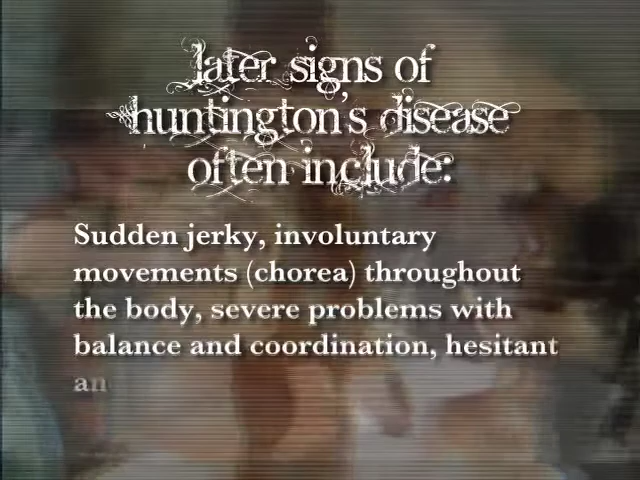 later signs of
huntington's disease
often include:
Sudden jerky, involuntary
movements (chorea) throughout
the body, severe problems with
balance and coordination, hesitant
an